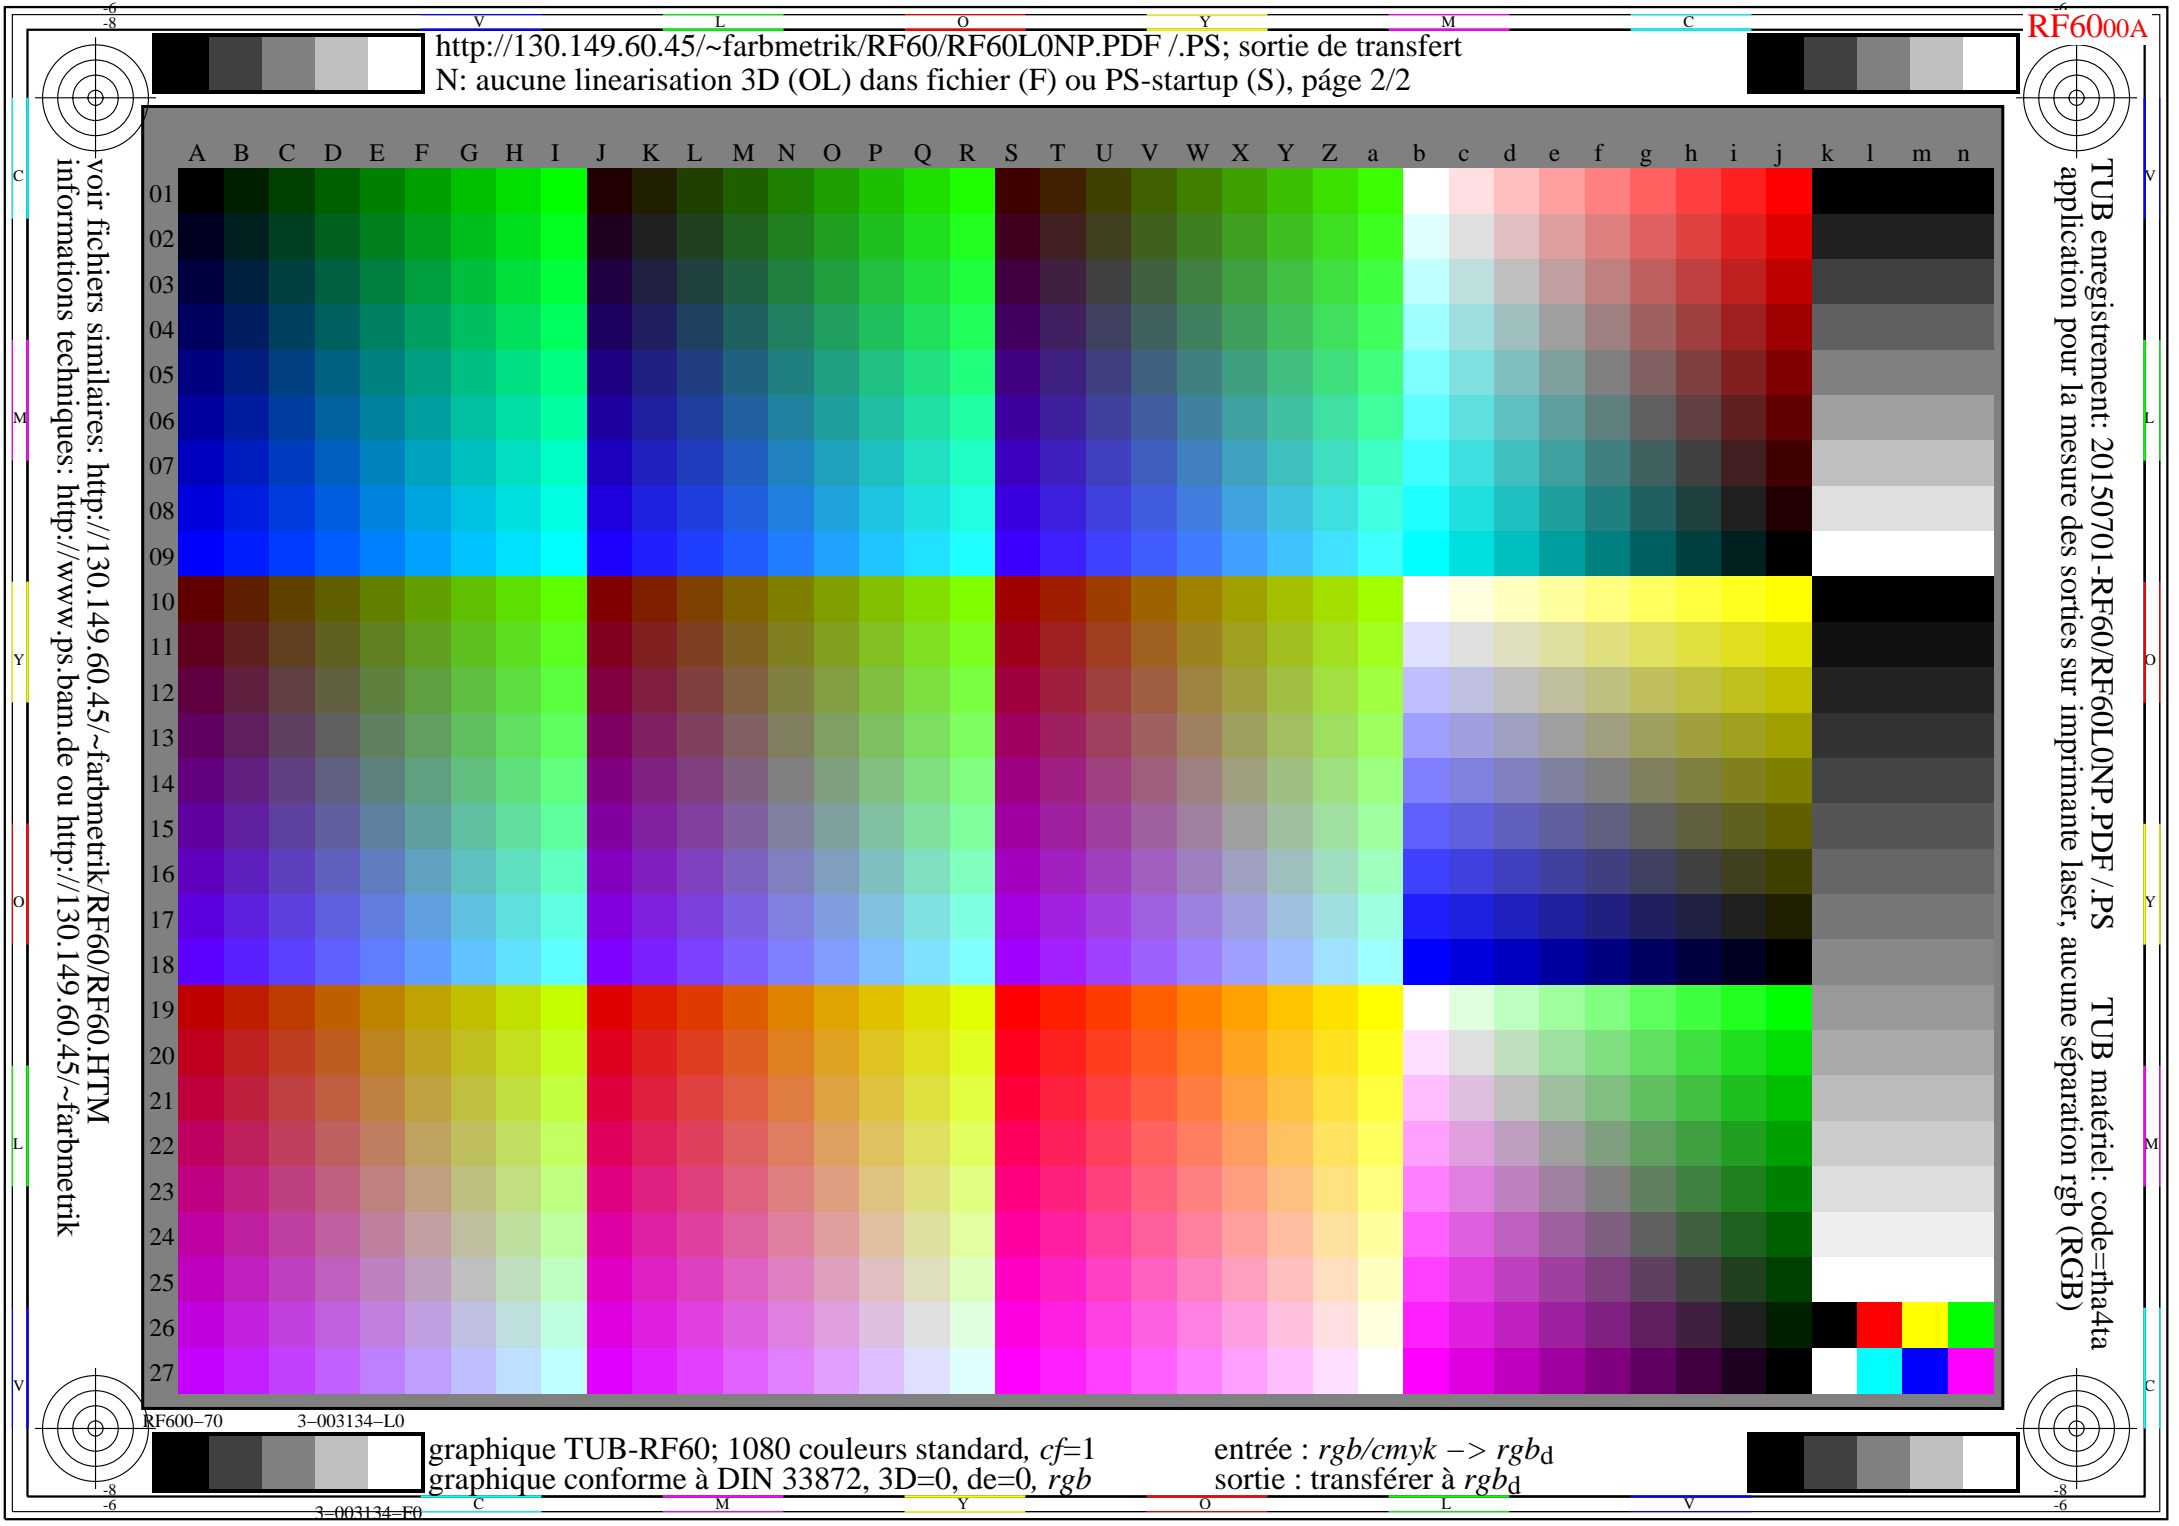 -6
-8
V L O Y M C
-6
RF6000A
http://130.149.60.45/~farbmetrik/RF60/RF60L0NP.PDF /.PS; sortie de transfert
N: aucune linearisation 3D (OL) dans fichier (F) ou PS-startup (S), páge 2/2
A B C D E F G H I J K L M N O P Q R S T U V W X Y Z a b c d e f g h i j k l m n
01
02
03
04
05
06
07
08
09
10
11
12
13
14
15
16
17
18
19
20
21
22
23
24
25
26
27
C
M
Y
O
L
V
voir fichiers similaires: http://130.149.60.45/~farbmetrik/RF60/RF60.HTM
informations techniques: http://www.ps.bam.de ou http://130.149.60.45/~farbmetrik
TUB enregistrement: 20150701-RF60/RF60L0NP.PDF /.PS TUB matériel: code=rha4ta
application pour la mesure des sorties sur imprimante laser, aucune séparation rgb (RGB)
V
L
O
Y
M
C
RF600-70 3-003134-L0
graphique TUB-RF60; 1080 couleurs standard, cf=1 entrée : rgb/cmyk -> rgbd
graphique conforme à DIN 33872, 3D=0, de=0, rgb sortie : transférer à rgbd
-8
-6
3-003134-F0
C M Y O L V
-8
-6